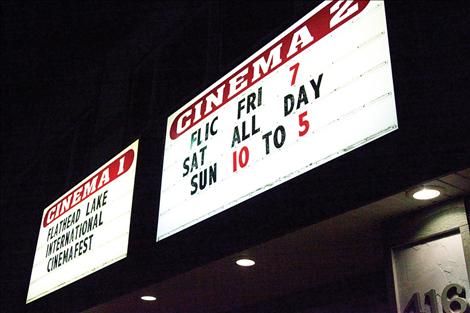 CINEMA 1
FLATHEAD LAKE
INTERNATIONAL
CINEMAFEST
CINEMA 2
FLIC FRI 7
SAT ALL DAY
SUN 10 TO 5
416